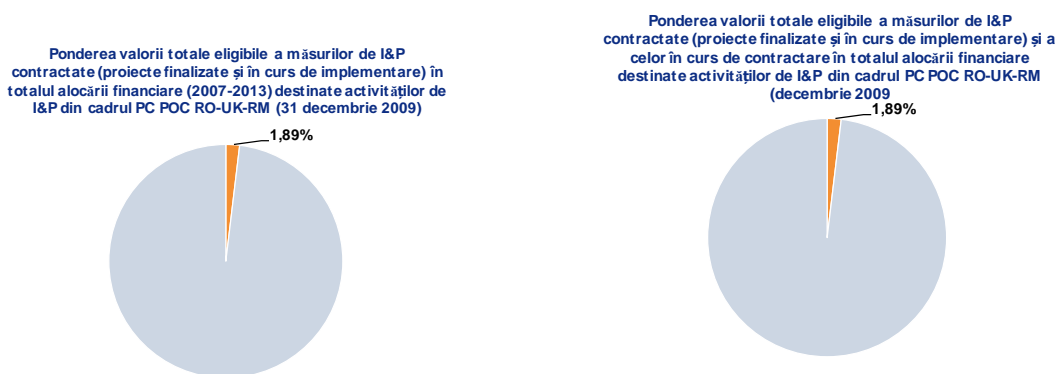 Ponderea valorii totale eligibile a măsurilor de I&P
contractate (proiecte finalizate și în curs de implementare) în
totalul alocării financiare (2007-2013) destinate activităților de
I&P din cadrul PC POC RO-UK-RM (31 decembrie 2009)
1,89%
Ponderea valorii totale eligibile a măsurilor de I&P
contractate (proiecte finalizate și în curs de implementare) și a
celor în curs de contractare în totalul alocării financiare
destinate activităților de I&P din cadrul PC POC RO-UK-RM
(decembrie 2009
1,89%